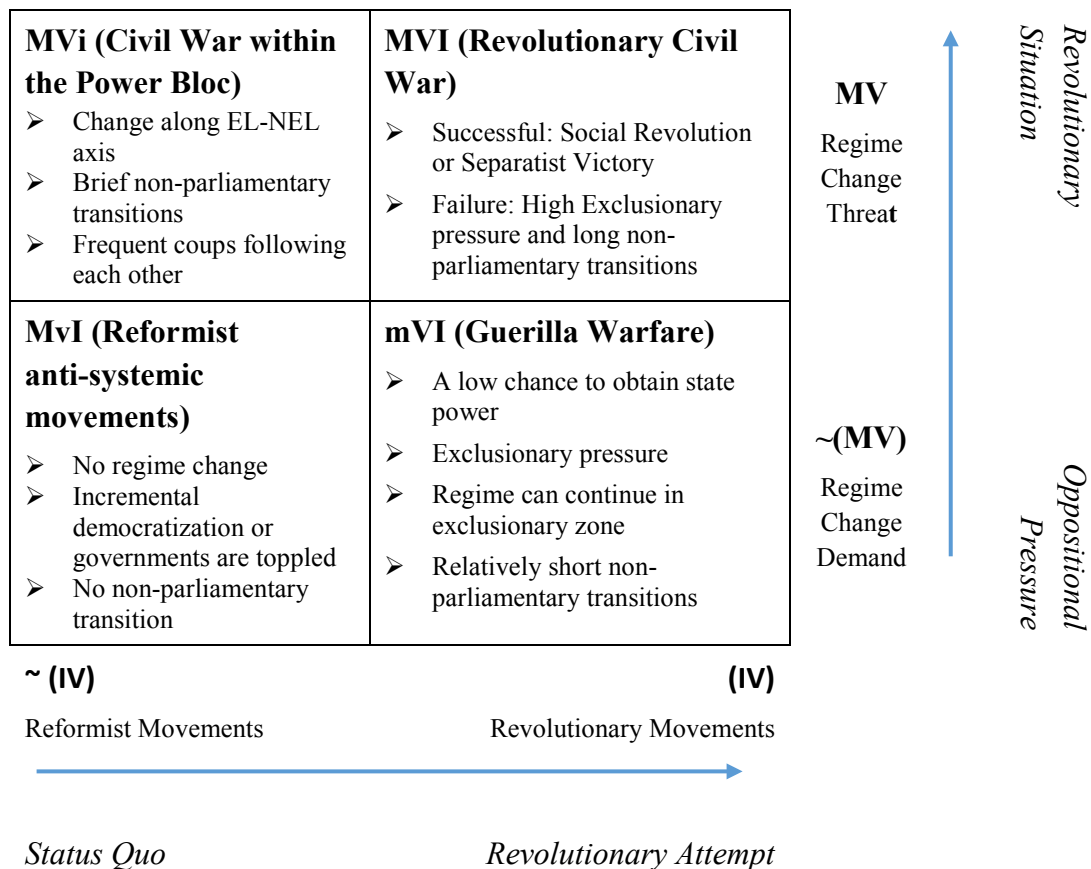 MVi (Civil War within
the Power Bloc)
➢ Change along EL-NEL
axis
➢ Brief non-parliamentary
transitions
➢ Frequent coups following
each other
MVI (Revolutionary Civil
War)
➢ Successful: Social Revolution
or Separatist Victory
➢ Failure: High Exclusionary
pressure and long non-
parliamentary transitions
MV
Regime
Change
Threat
Revolutionary
Situation
MvI (Reformist
anti-systemic
movements)
➢ No regime change
➢ Incremental
democratization or
governments are toppled
➢ No non-parliamentary
transition
mVI (Guerilla Warfare)
➢ A low chance to obtain state
power
➢ Exclusionary pressure
➢ Regime can continue in
exclusionary zone
➢ Relatively short non-
parliamentary transitions
~(MV)
Regime
Change
Demand
Oppositional
Pressure
~ (IV)
(IV)
Reformist Movements
Revolutionary Movements
Status Quo
Revolutionary Attempt